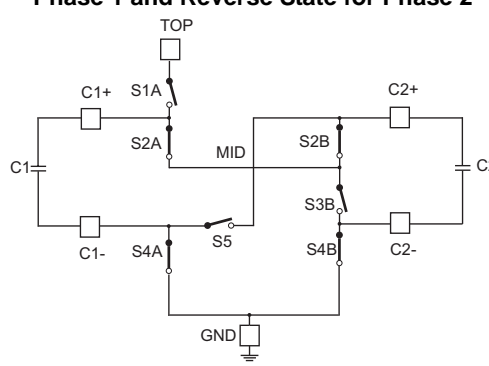 Phase 1 and Reverse State for Phase 2
TOP
C1+
S1A
C2+
S2A
MID
S2B
C1
S3B
C1-
S4A
S5
S4B
C2-
GND